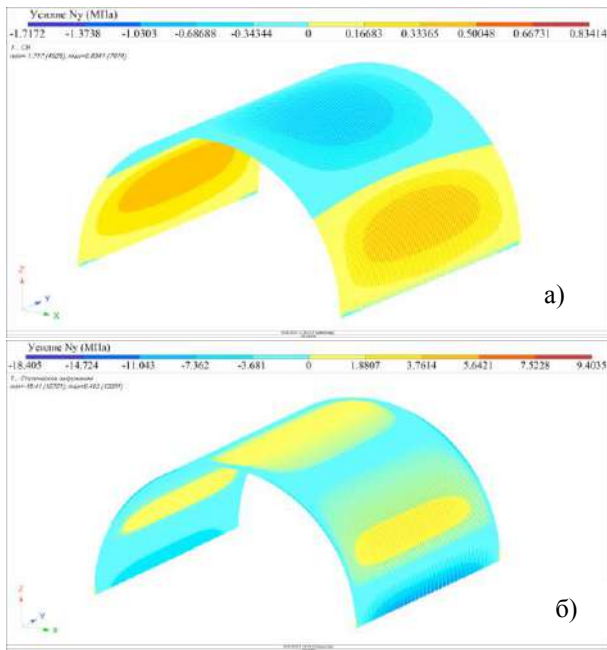 Усилие Ny (МПа)
-1.7172 -1.3738 -1.0303 -0.68688 -0.34344 0 0.16683 0.33365 0.50048 0.66731 0.83414
Z
Y
X
а)
Усилие Ny (МПа)
-18.405 -14.724 -11.043 -7.362 -3.681 0 1.8807 3.7614 5.6421 7.5228 9.4035
Z
Y
X
б)